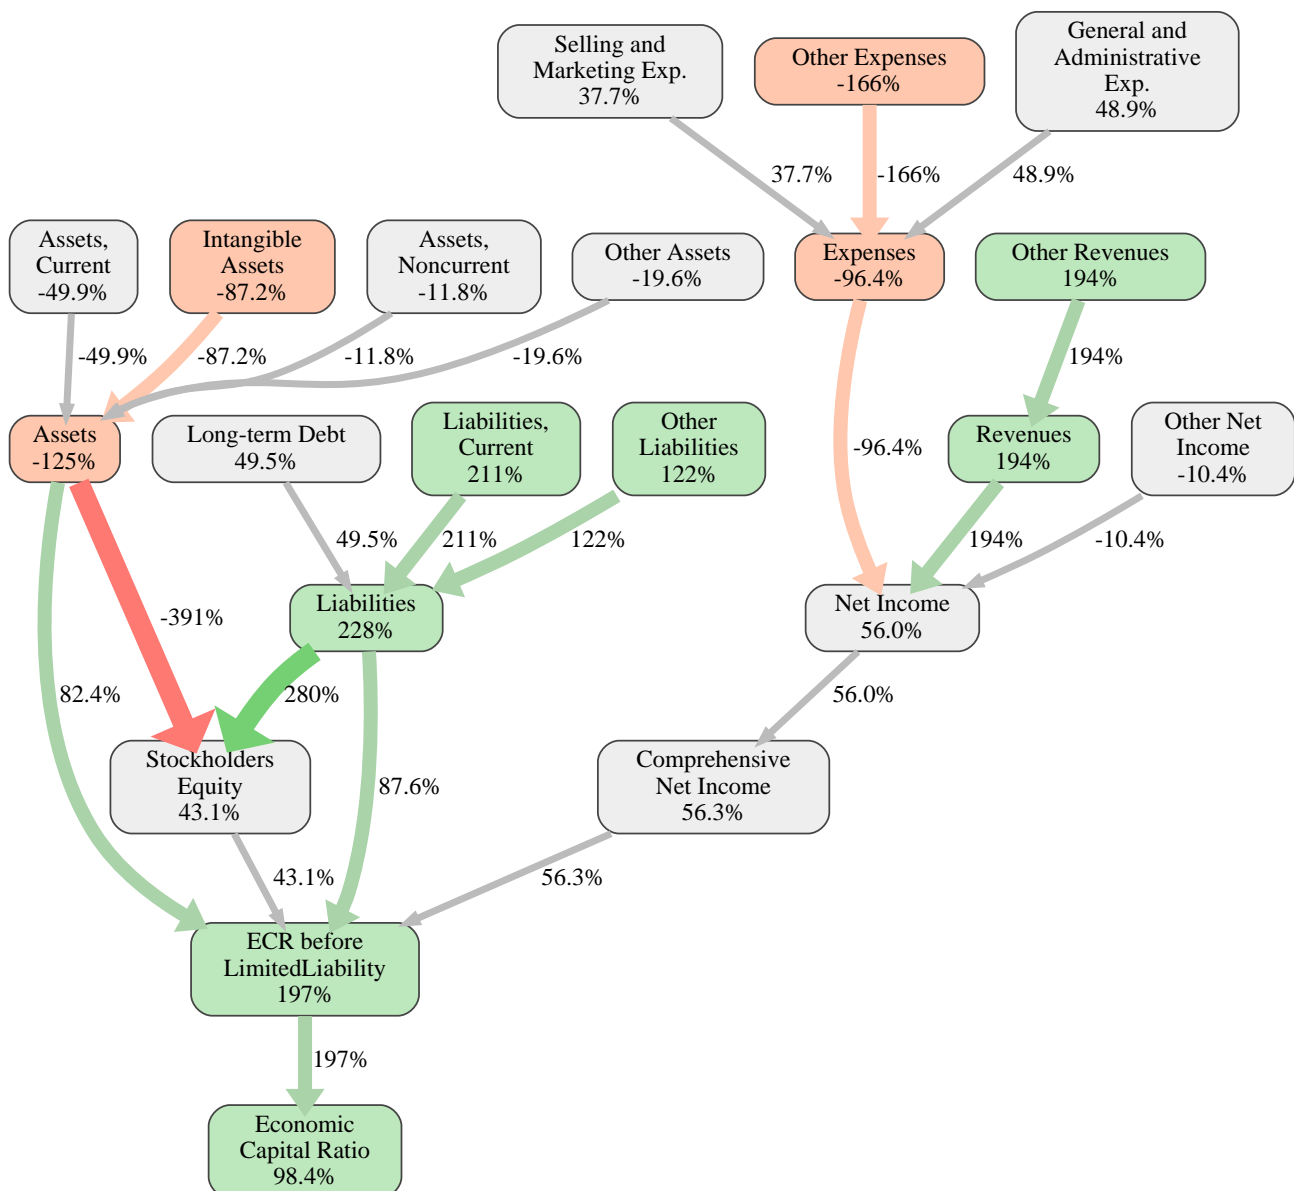 Selling and
Marketing Exp.
37.7%
Other Expenses
-166%
General and
Administrative
Exp.
48.9%
37.7%
-166%
48.9%
Assets,
Current
-49.9%
Intangible
Assets
-87.2%
Assets,
Noncurrent
-11.8%
Other Assets
-19.6%
Expenses
-96.4%
Other Revenues
194%
-49.9%
-87.2%
-11.8%
-19.6%
194%
Assets
-125%
Long-term Debt
49.5%
Liabilities,
Current
211%
Other
Liabilities
122%
-96.4%
Revenues
194%
Other Net
Income
-10.4%
49.5%
211%
122%
194%
-10.4%
Liabilities
228%
Net Income
56.0%
-391%
82.4%
280%
56.0%
Stockholders
Equity
43.1%
87.6%
Comprehensive
Net Income
56.3%
43.1%
56.3%
ECR before
LimitedLiability
197%
197%
Economic
Capital Ratio
98.4%